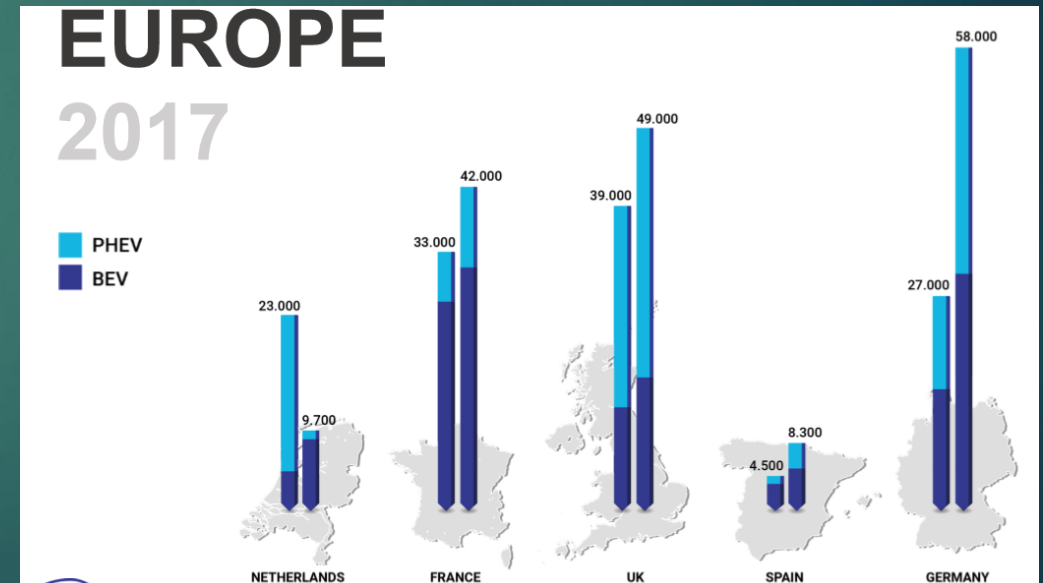 EUROPE
2017
PHEV
BEV
23.000
9.700
33.000
42.000
39.000
49.000
4.500
8.300
27.000
58.000
NETHERLANDS
FRANCE
UK
SPAIN
GERMANY